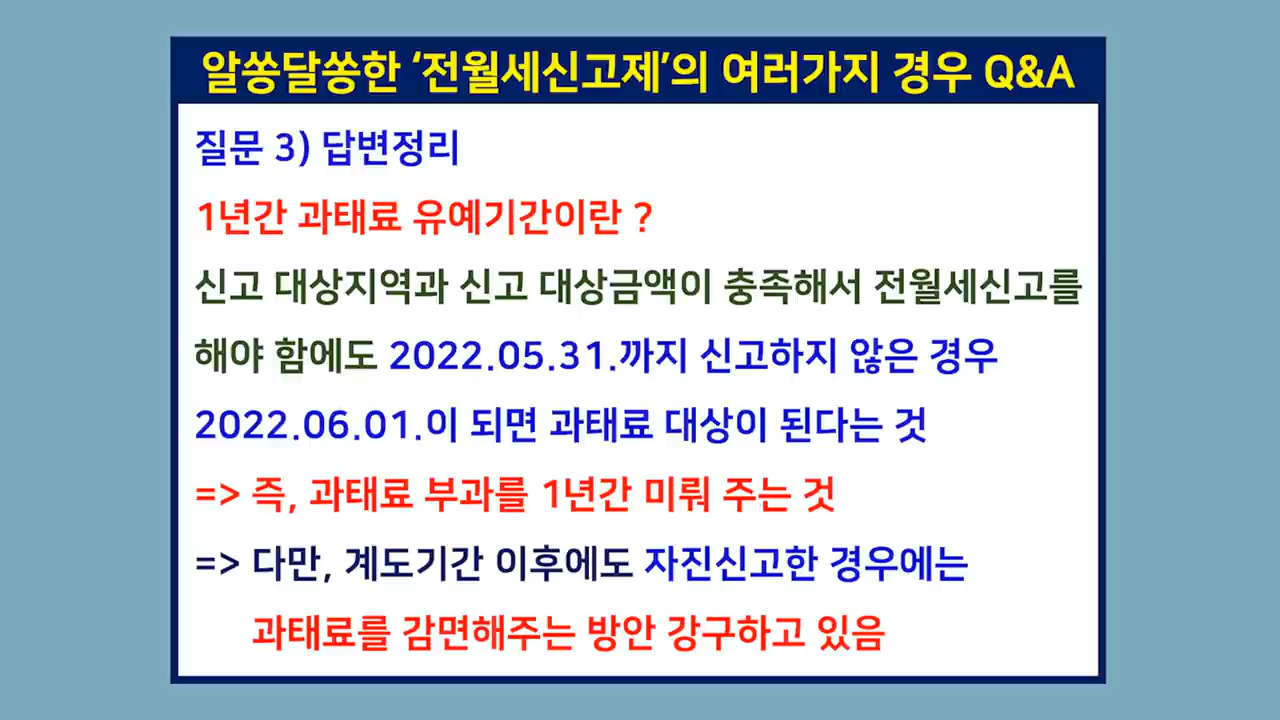 알쏭달쏭한 ‘전월세신고제’의 여러가지 경우 Q&A
질문 3) 답변정리
1년간 과태료 유예기간이란 ?
신고 대상지역과 신고 대상금액이 충족해서 전월세신고를
해야 함에도 2022.05.31.까지 신고하지 않은 경우
2022.06.01.이 되면 과태료 대상이 된다는 것
=> 즉, 과태료 부과를 1년간 미뤄 주는 것
=> 다만, 계도기간 이후에도 자진신고한 경우에는
과태료를 감면해주는 방안 강구하고 있음